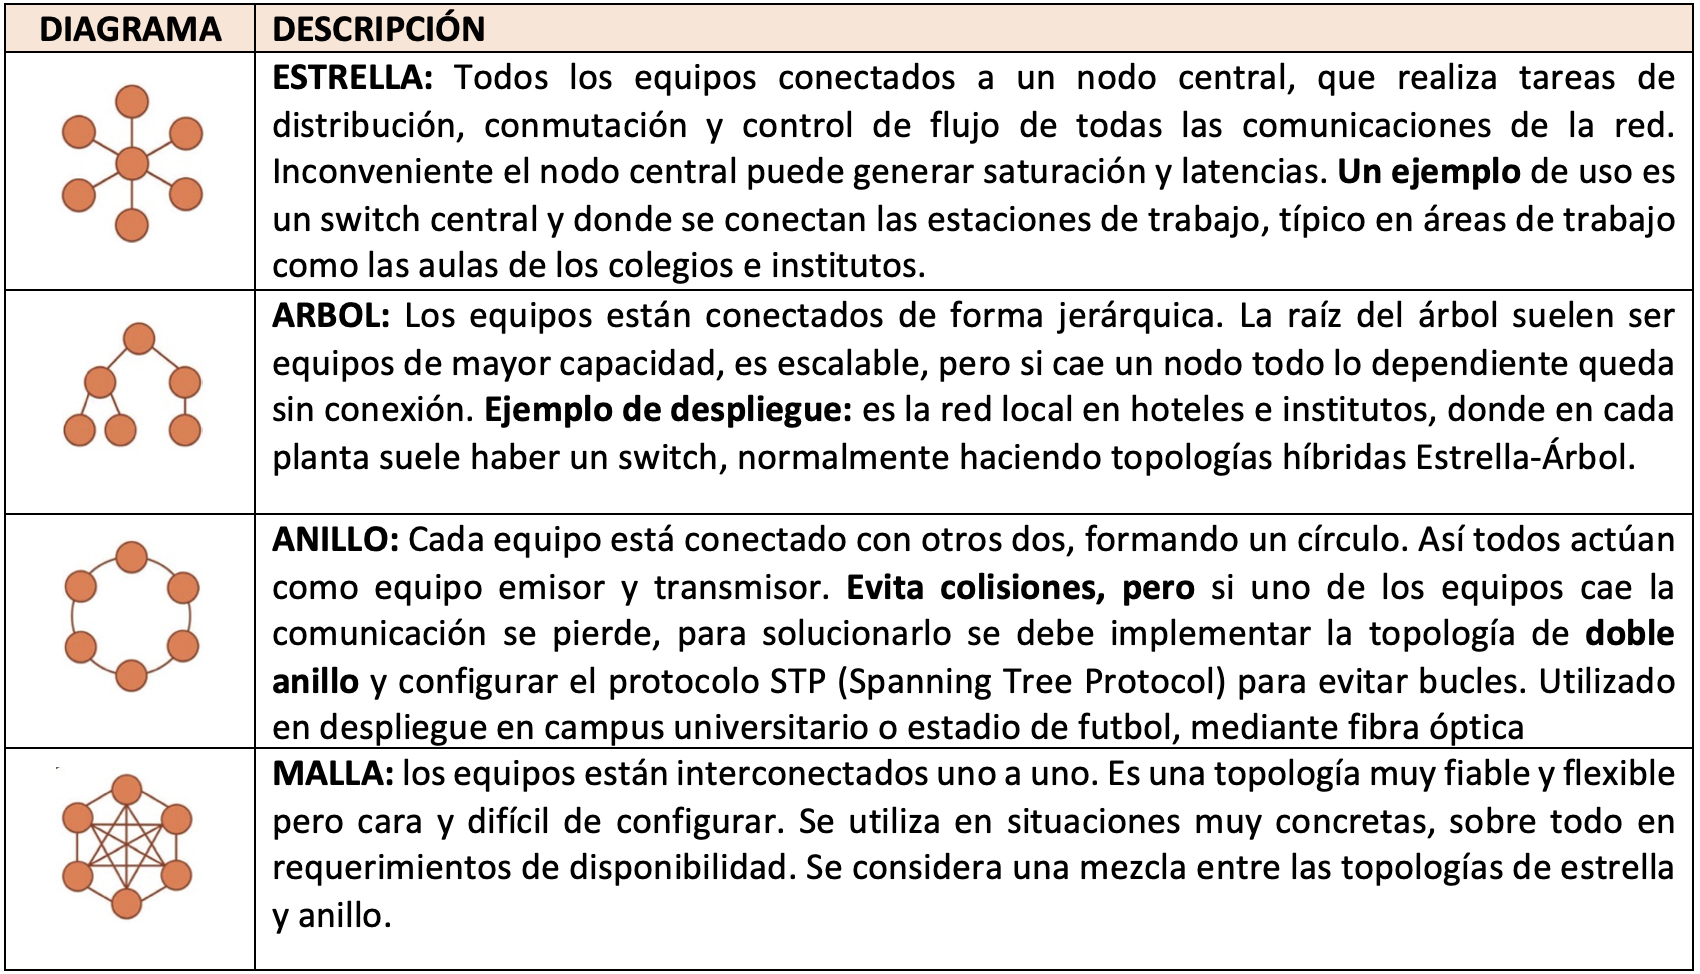 DIAGRAMA
DESCRIPCIÓN
ESTRELLA: Todos los equipos conectados a un nodo central, que realiza tareas de
distribución, conmutación y control de flujo de todas las comunicaciones de la red.
Inconveniente el nodo central puede generar saturación y latencias. Un ejemplo de uso es
un switch central y donde se conectan las estaciones de trabajo, típico en áreas de trabajo
como las aulas de los colegios e institutos.
ARBOL: Los equipos están conectados de forma jerárquica. La raíz del árbol suelen ser
equipos de mayor capacidad, es escalable, pero si cae un nodo todo lo dependiente queda
sin conexión. Ejemplo de despliegue: es la red local en hoteles e institutos, donde en cada
planta suele haber un switch, normalmente haciendo topologías híbridas Estrella-Árbol.
ANILLO: Cada equipo está conectado con otros dos, formando un círculo. Así todos actúan
como equipo emisor y transmisor. Evita colisiones, pero si uno de los equipos cae la
comunicación se pierde, para solucionarlo se debe implementar la topología de doble
anillo y configurar el protocolo STP (Spanning Tree Protocol) para evitar bucles. Utilizado
en despliegue en campus universitario o estadio de futbol, mediante fibra óptica
MALLA: los equipos están interconectados uno a uno. Es una topología muy fiable y flexible
pero cara y difícil de configurar. Se utiliza en situaciones muy concretas, sobre todo en
requerimientos de disponibilidad. Se considera una mezcla entre las topologías de estrella
y anillo.